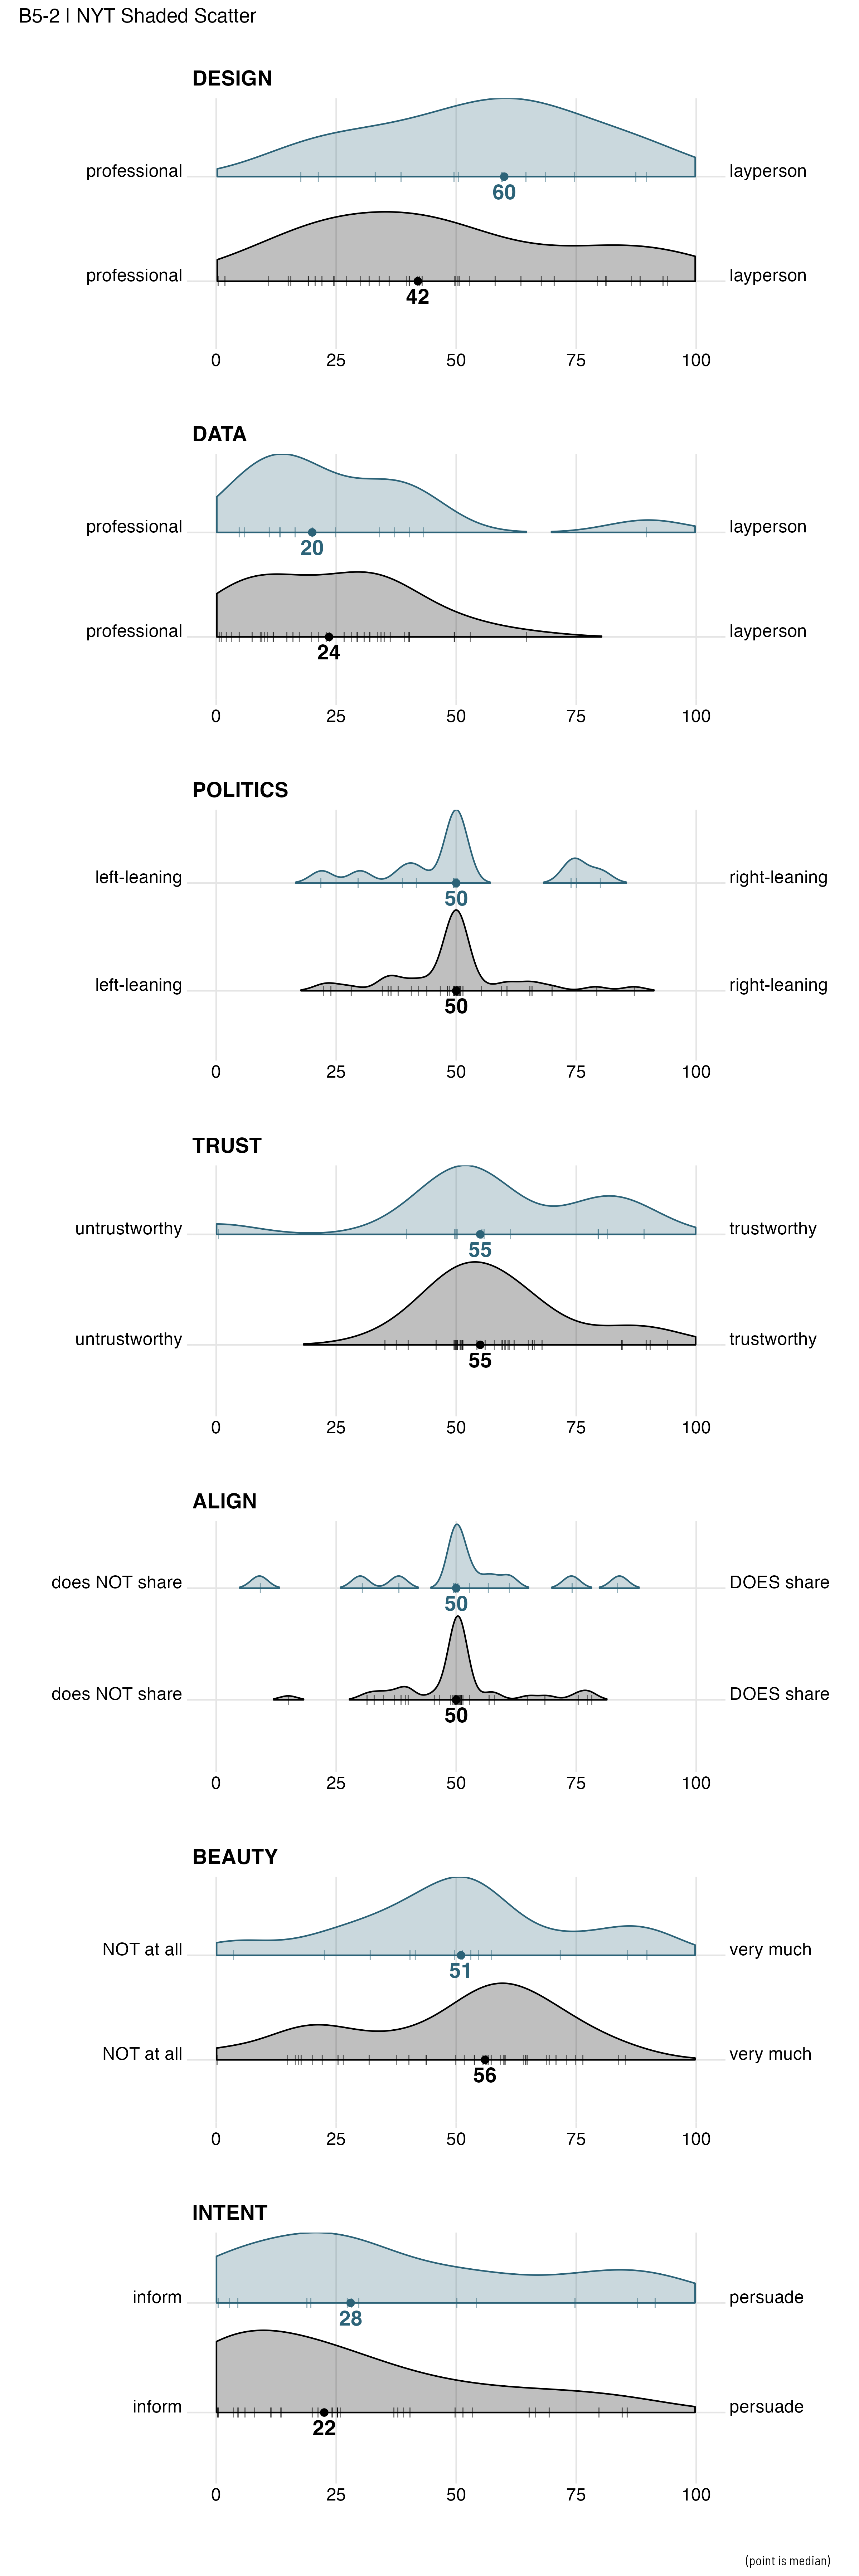 B5-2 | NYT Shaded Scatter
DESIGN
professional layperson
60
professional layperson
42
0 25 50 75 100
DATA
professional layperson
20
professional layperson
24
0 25 50 75 100
POLITICS
left-leaning right-leaning
50
left-leaning right-leaning
50
0 25 50 75 100
TRUST
untrustworthy trustworthy
55
untrustworthy trustworthy
55
0 25 50 75 100
ALIGN
does NOT share DOES share
50
does NOT share DOES share
50
0 25 50 75 100
BEAUTY
NOT at all very much
51
NOT at all very much
56
0 25 50 75 100
INTENT
inform persuade
28
inform persuade
22
0 25 50 75 100
(point is median)